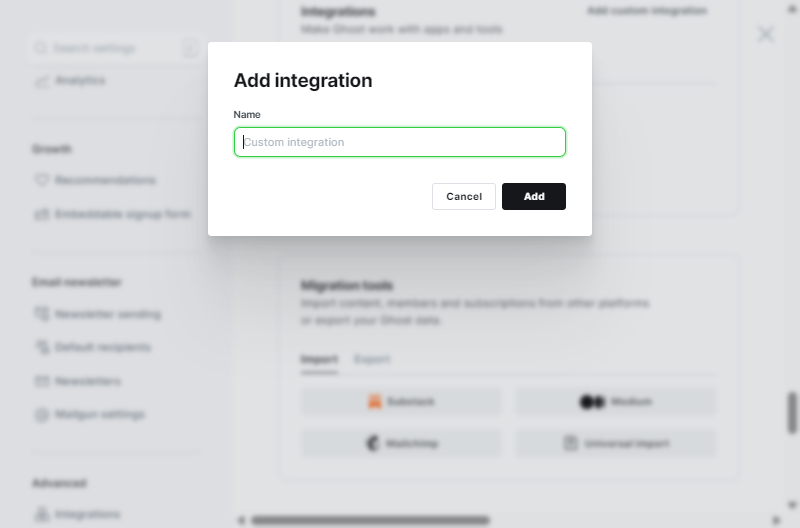 Integrations
Add custom integration
Make Ghost work with apps and tools
Search settings
Analytics
Add integration
Name
Custom integration
Cancel
Add
Growth
Recommendations
Embeddable signup form
Email newsletter
Newsletter sending
Default recipients
Newsletters
Mailgun settings
Advanced
Integrations
Migration tools
Import content, members and subscriptions from other platforms
or export your Ghost data.
Import
Export
Substack
Medium
Mailchimp
Universal import